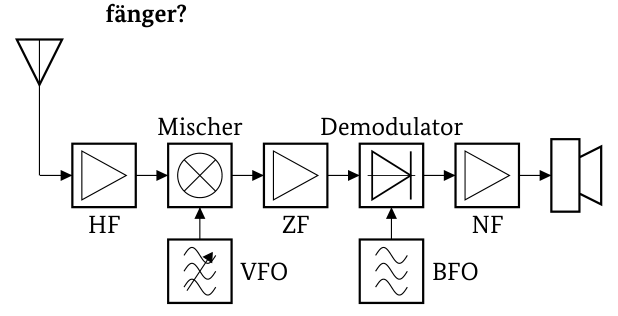 fänger?
Mischer
Demodulator
HF
ZF
NF
VFO
BFO